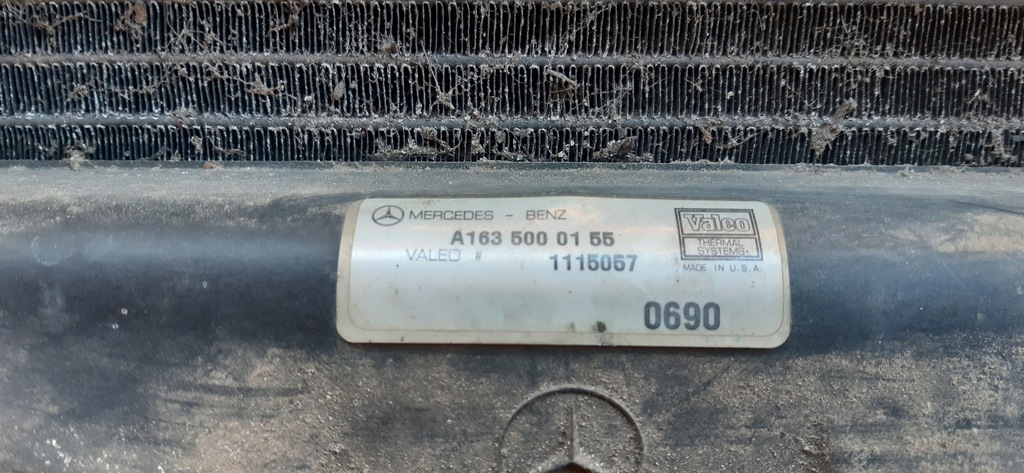 MERCEDES - BENZ
A163 500 01 55
VALEO # 1115057
Valeo
THERMAL
SYSTEMS
MADE IN U.S.A.
0690